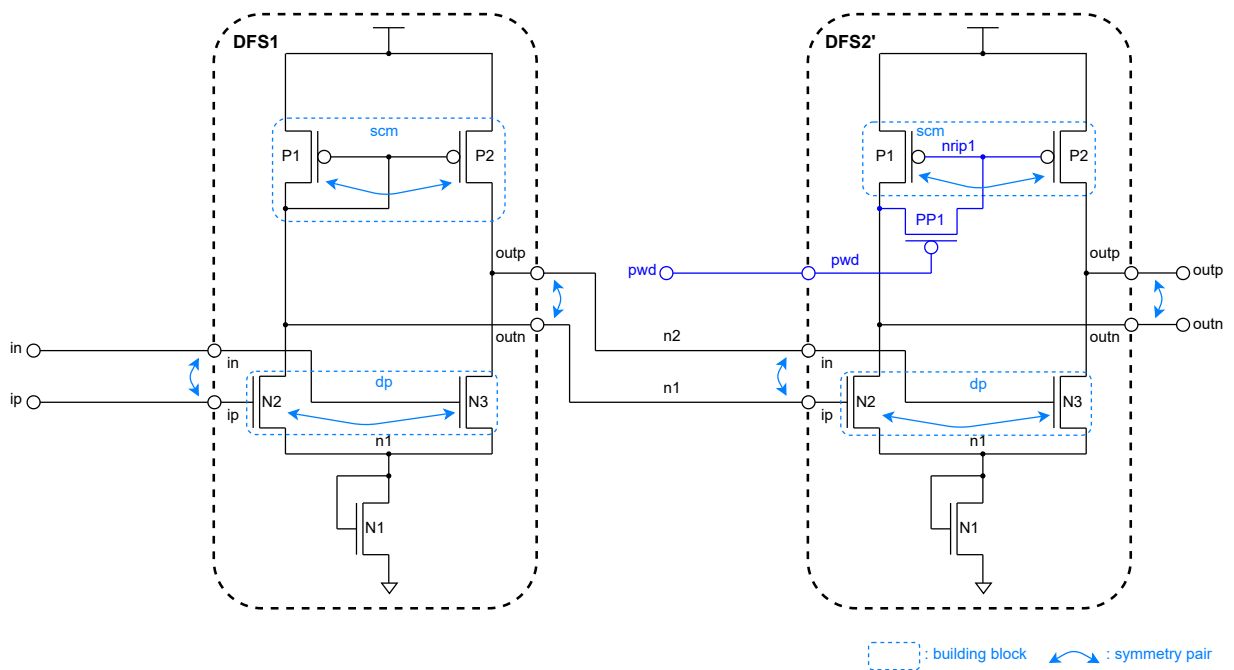 DFS1
DFS2'
scm
scm
P1
P2
P1
nrip1
P2
PP1
outp
outp
outp
pwd
pwd
outn
outn
outn
in
in
n2
in
ip
ip
N2
dp
N3
n1
ip
N2
dp
N3
n1
n1
N1
N1
: building block
: symmetry pair